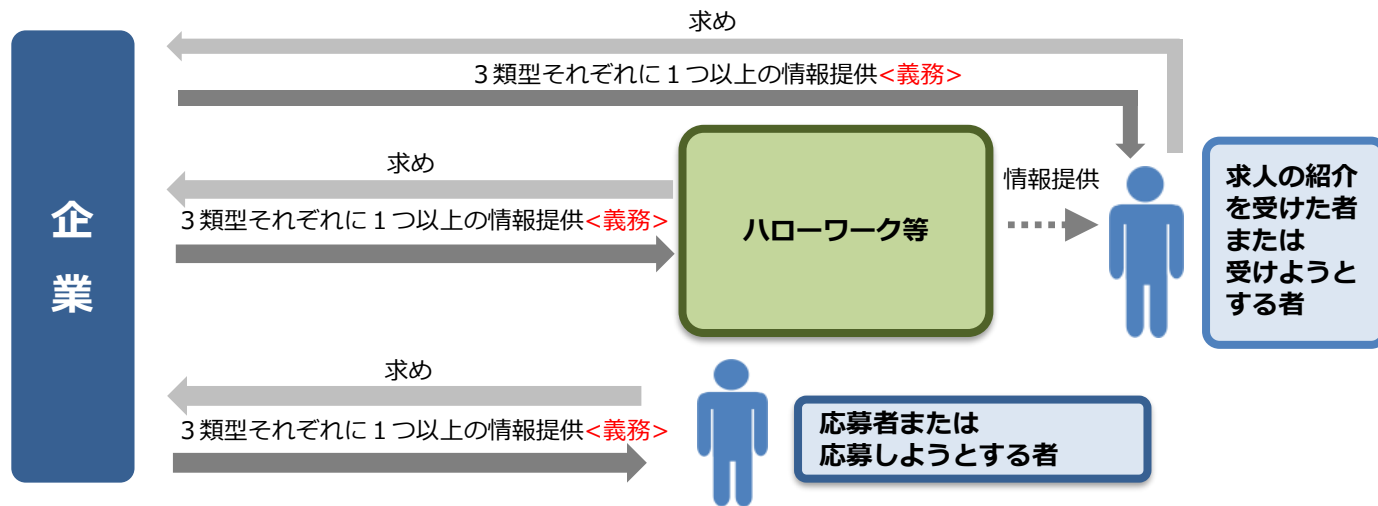 求め
３類型それぞれに１つ以上の情報提供<義務>
求め
３類型それぞれに１つ以上の情報提供<義務>
企
業
ハローワーク等
情報提供
求人の紹介
を受けた者
または
受けようと
する者
求め
３類型それぞれに１つ以上の情報提供<義務>
応募者または
応募しようとする者